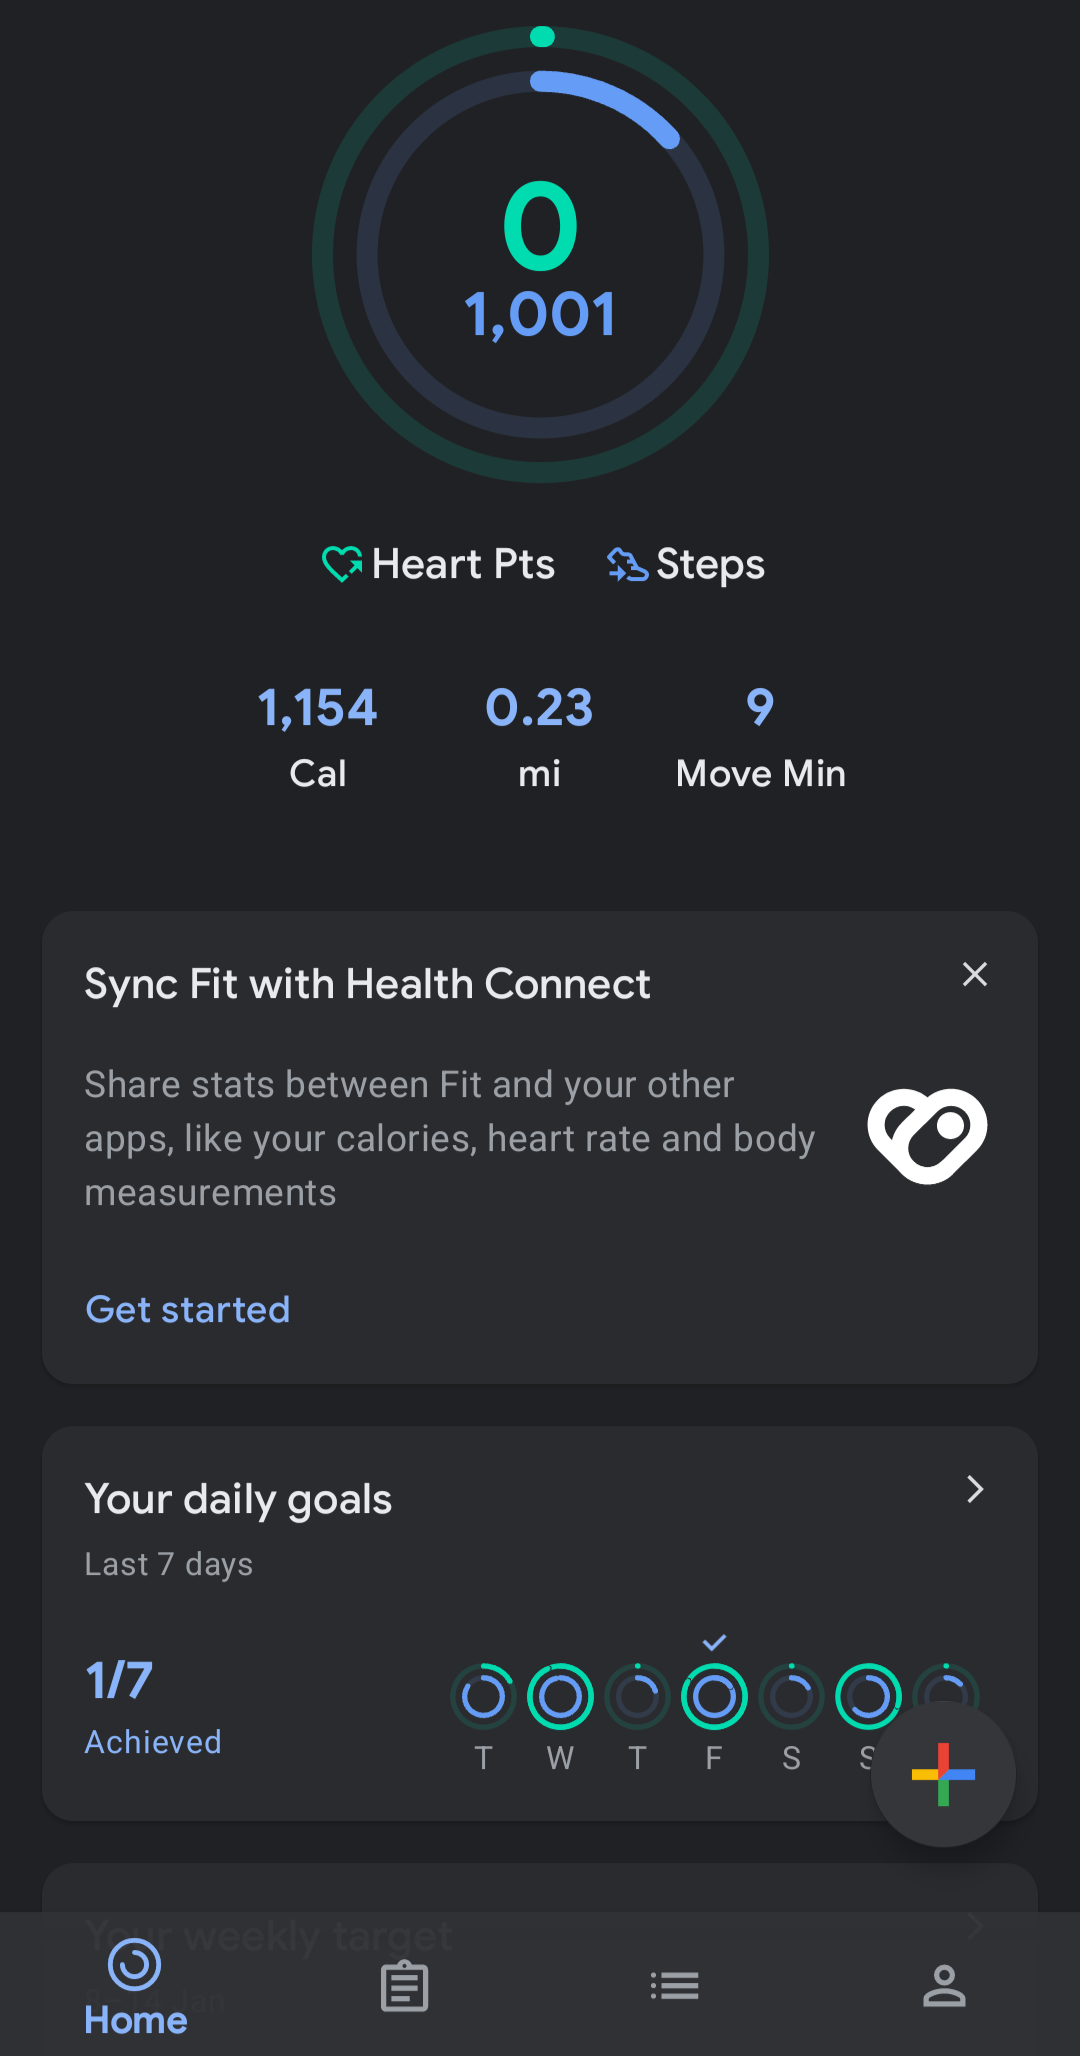 0
1,001
Heart Pts Steps
1,154 0.23 9
Cal mi Move Min
Sync Fit with Health Connect
Share stats between Fit and your other
apps, like your calories, heart rate and body
measurements
Get started
Your daily goals
Last 7 days
1/7
Achieved
T W T F S S
Your weekly target
Jan
Home